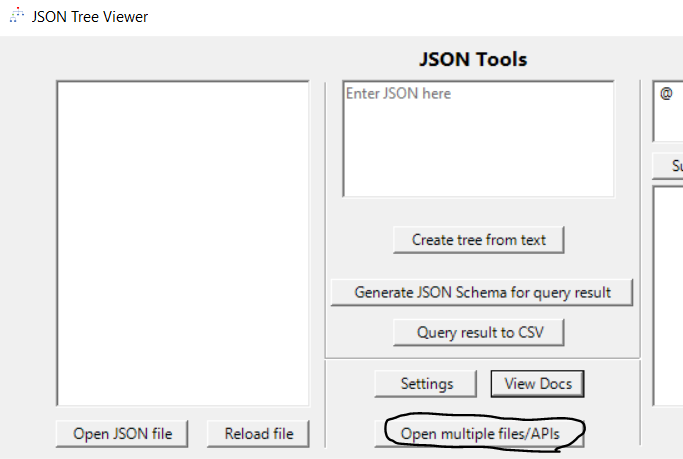 JSON Tree Viewer
JSON Tools
Enter JSON here
@
Create tree from text
Generate JSON Schema for query result
Query result to CSV
Settings
View Docs
Open JSON file
Reload file
Open multiple files/APIs